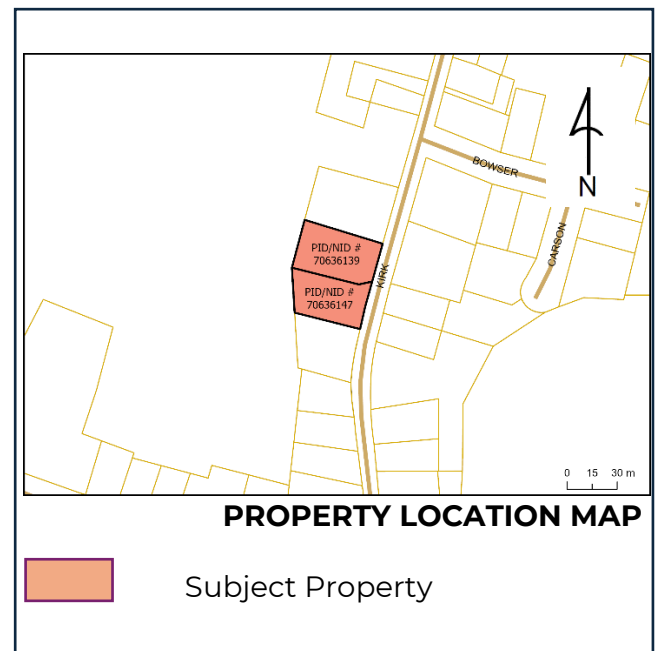 BOWSER
N
CARSON
PID/NID #
70636139
KIRK
PID/NID #
70636147
0 15 30 m
PROPERTY LOCATION MAP
Subject Property